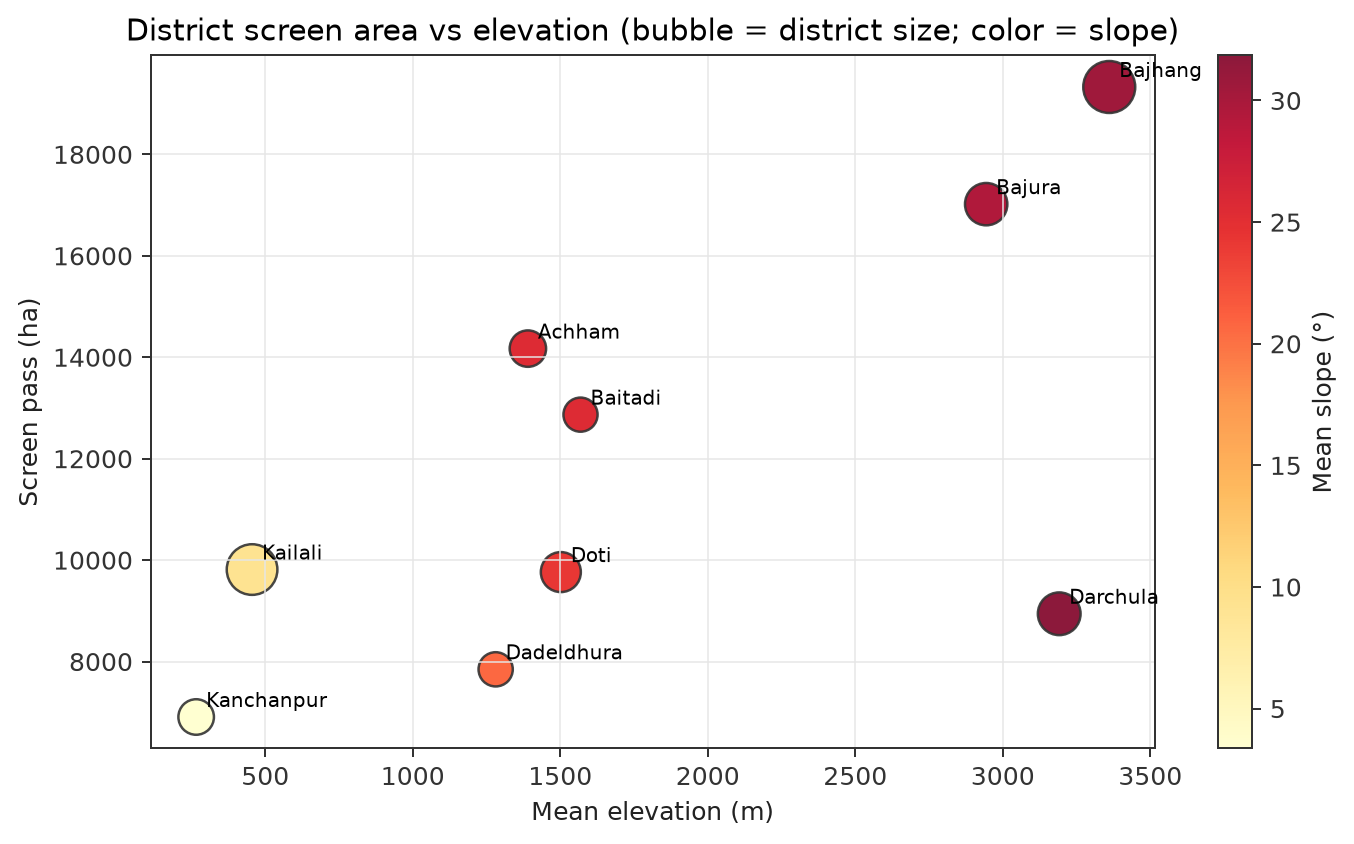 District screen area vs elevation (bubble = district size; color = slope)
Bajhang
Bajura
Achham
Baitadi
Kailali
Doti
Darchula
Dadeldhura
Kanchanpur
18000
16000
14000
12000
10000
8000
Screen pass (ha)
500 1000 1500 2000 2500 3000 3500
Mean elevation (m)
30
25
20
15
10
5
Mean slope (°)